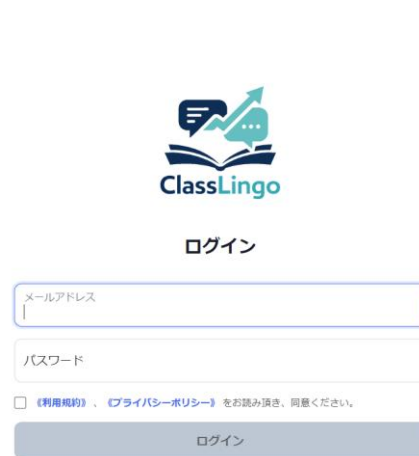 ClassLingo
ログイン
メールアドレス
パスワード
《利用規約》、《プライバシーポリシー》 をお読み頂き、同意ください。
ログイン